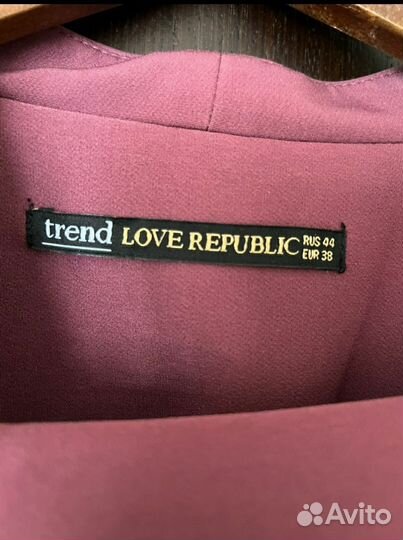 trend LOVE REPUBLIC RUS 44
EUR 38
Avito